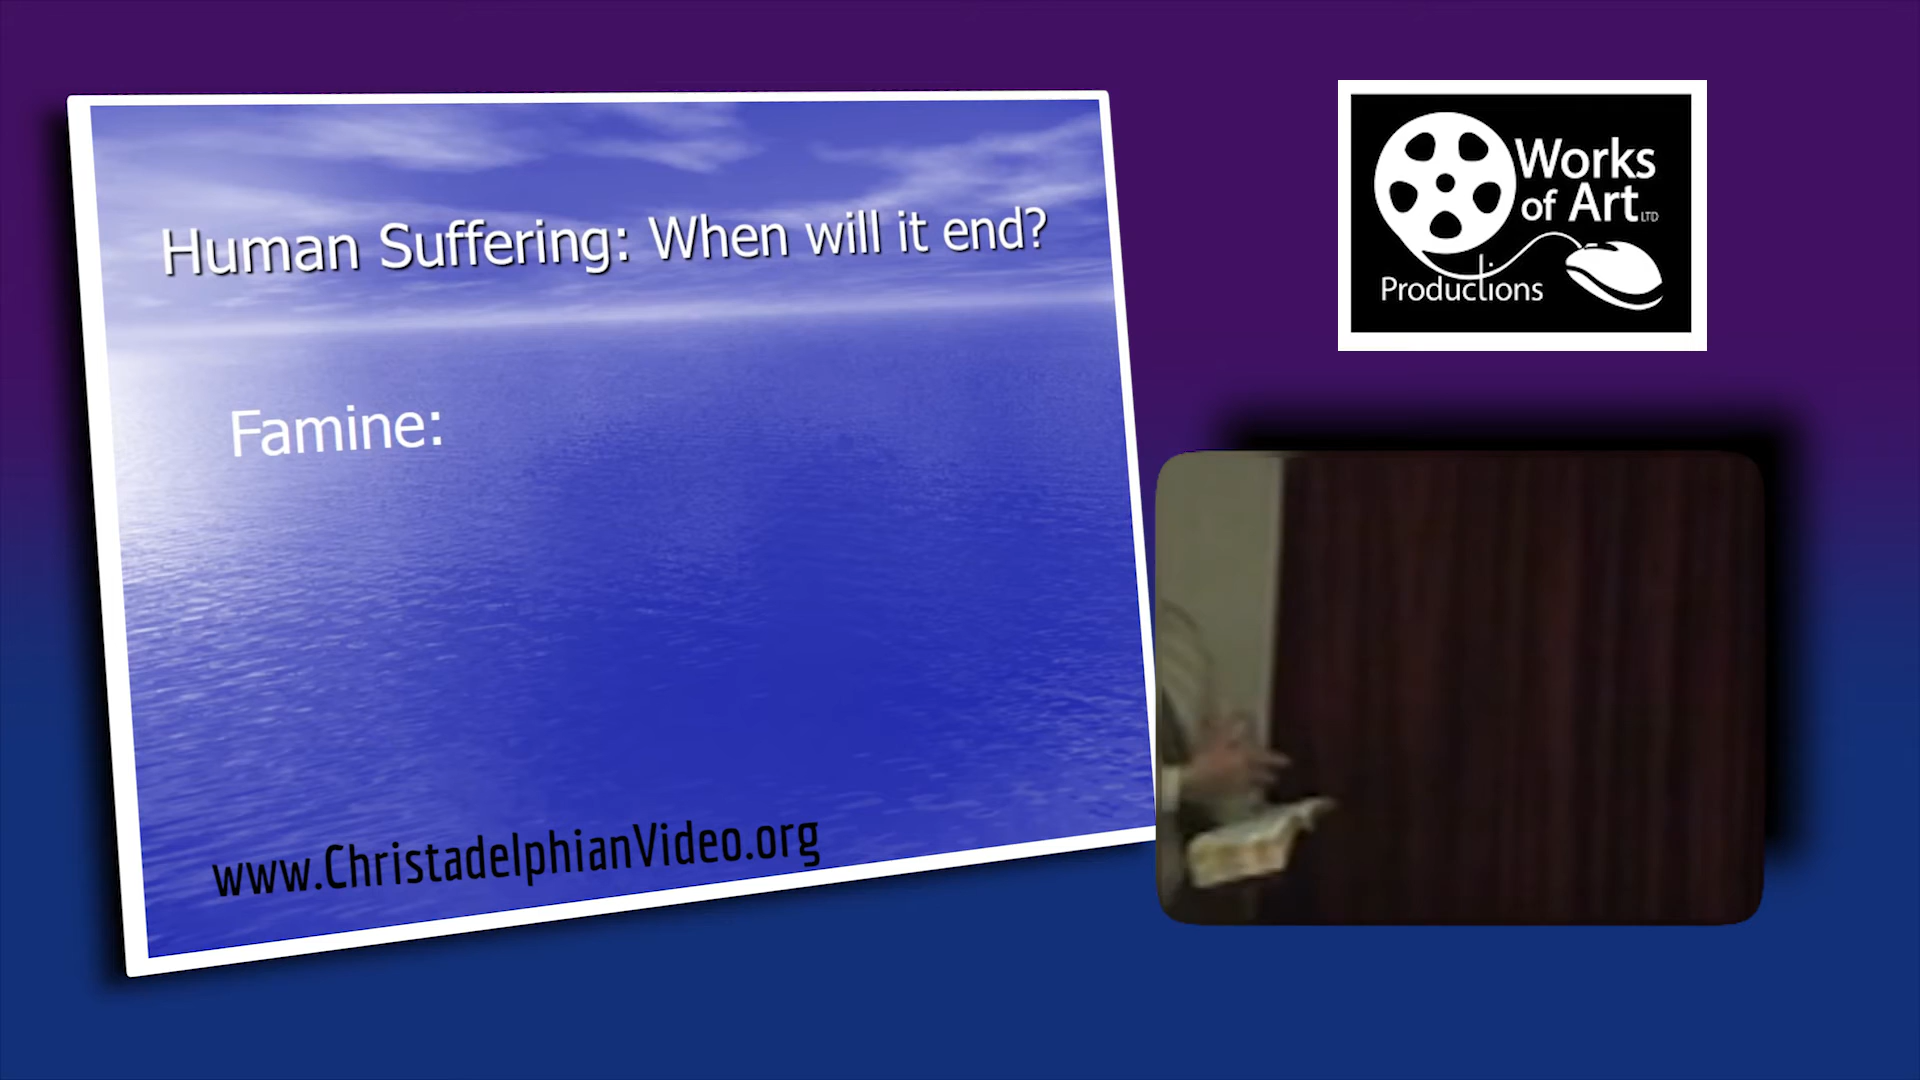 Human Suffering: When will it end?
Famine:
www.ChristadelphianVideo.org
Works
of Art LTD
Productions